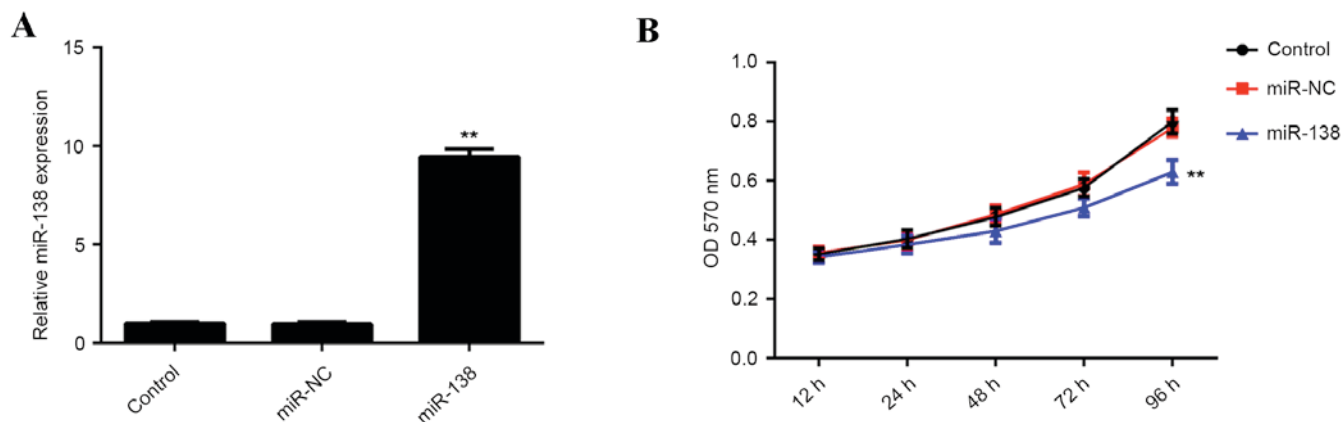 A
Relative miR-138 expression
15
10
5
0
**
Control
miR-NC
miR-138
B
OD 570 nm
1.0
0.8
0.6
0.4
0.2
0.0
**
12 h
24 h
48 h
72 h
96 h
Control
miR-NC
miR-138